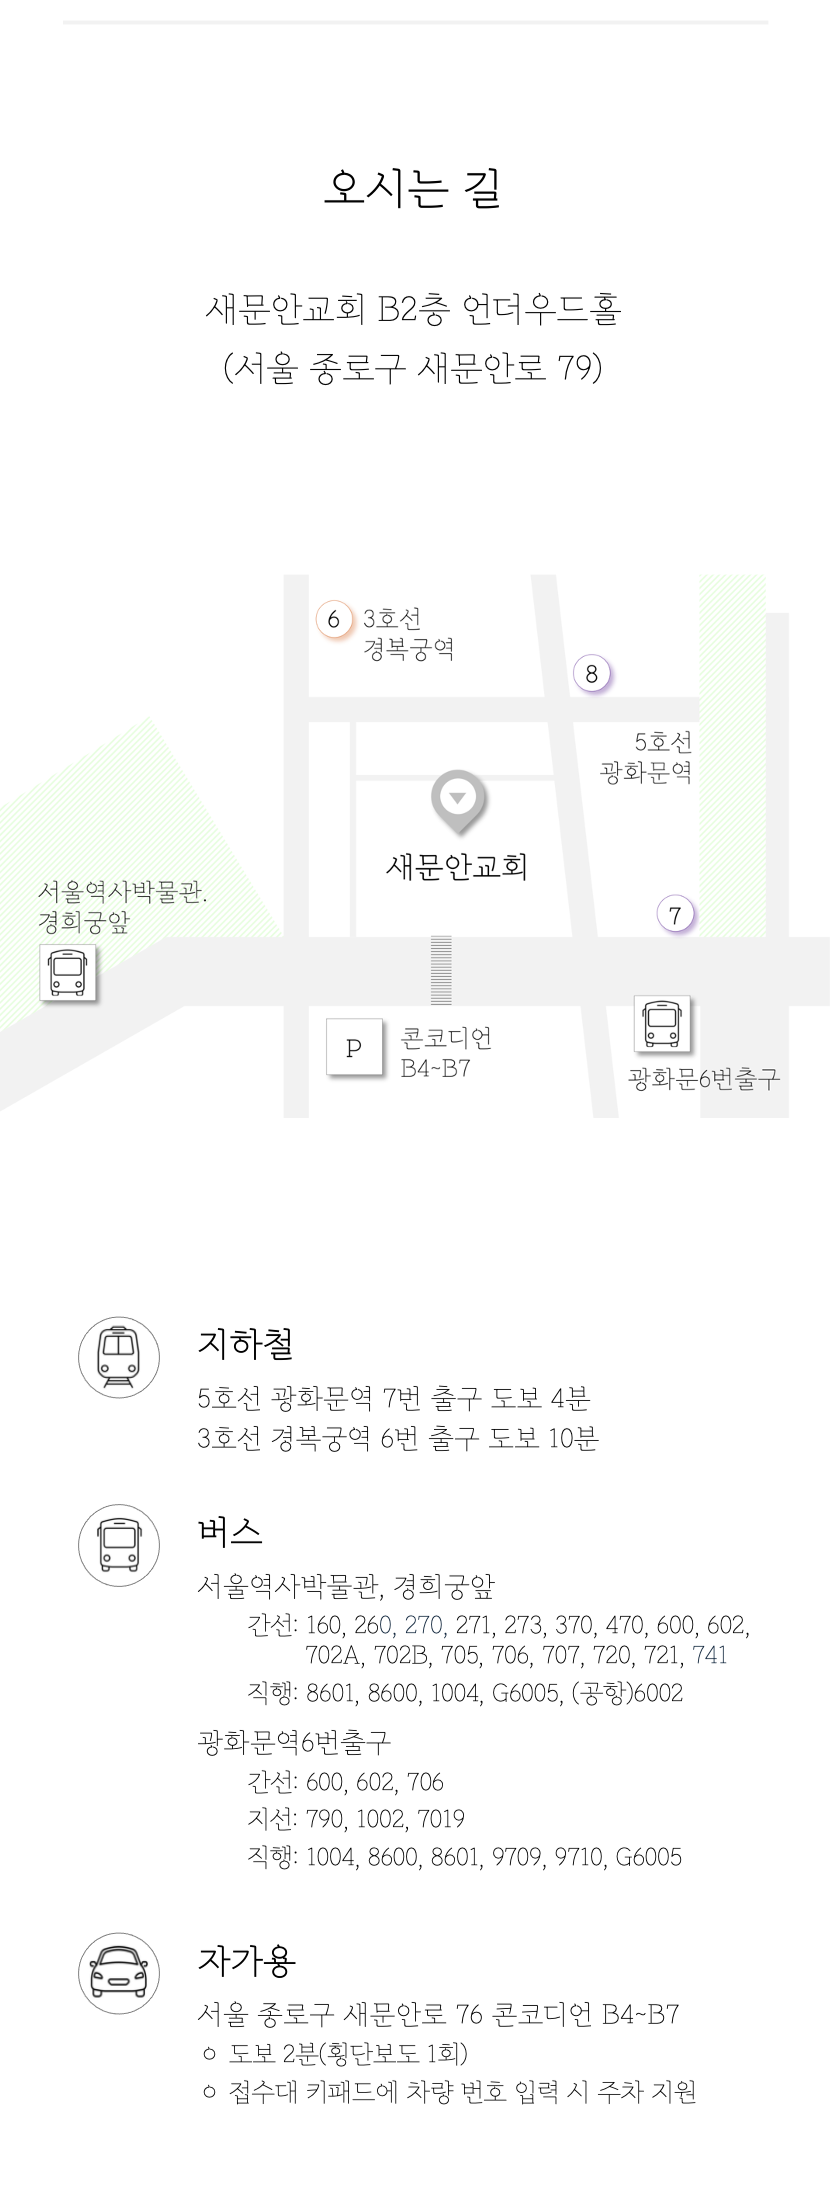 오시는 길
새문안교회 B2층 언더우드홀
(서울 종로구 새문안로 79)
6 3호선
경복궁역
8
5호선
광화문역
새문안교회
서울역사박물관.
경희궁앞
7
P 콘코디언
B4~B7
광화문6번출구
지하철
5호선 광화문역 7번 출구 도보 4분
3호선 경복궁역 6번 출구 도보 10분
버스
서울역사박물관, 경희궁앞
간선: 160, 260, 270, 271, 273, 370, 470, 600, 602,
702A, 702B, 705, 706, 707, 720, 721, 741
직행: 8601, 8600, 1004, G6005, (공항)6002
광화문역6번출구
간선: 600, 602, 706
지선: 790, 1002, 7019
직행: 1004, 8600, 8601, 9709, 9710, G6005
자가용
서울 종로구 새문안로 76 콘코디언 B4~B7
도보 2분(횡단보도 1회)
접수대 키패드에 차량 번호 입력 시 주차 지원